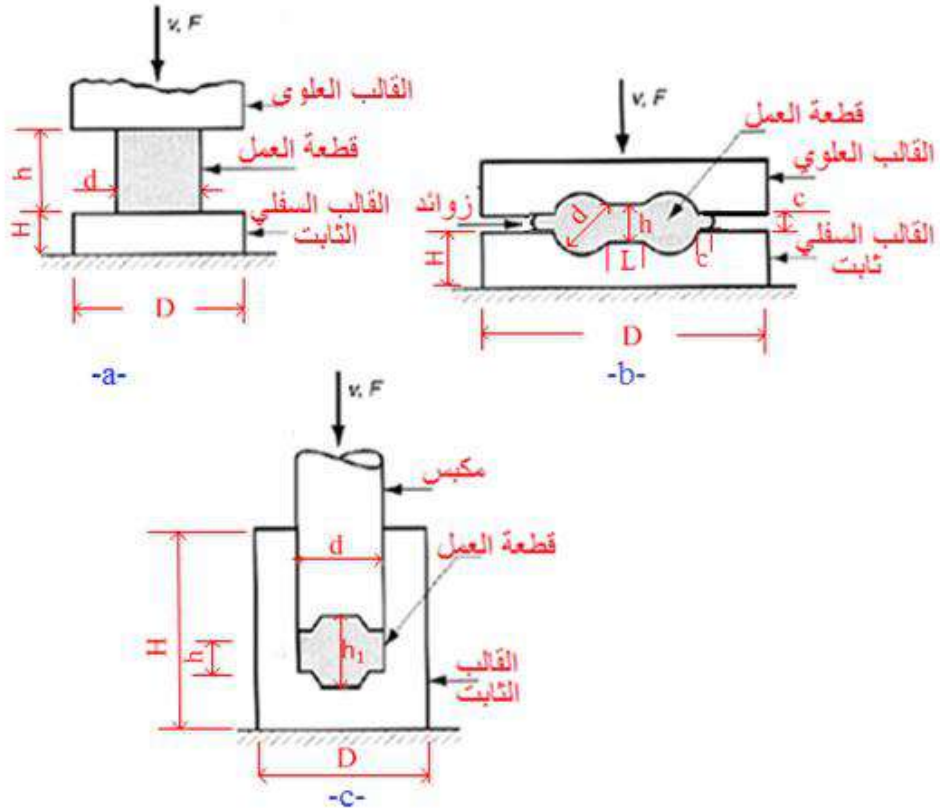 v, F
القالب العلوي
قطعة العمل
h
d
القالب السفلي
الثابت
H
D
-a-
v, F
قطعة العمل
القالب العلوي
زوائد
c
d
h
القالب السفلي
ثابت
H
L
c
D
-b-
v, F
مكبس
d
قطعة العمل
H
h
h1
القالب
الثابت
D
-c-